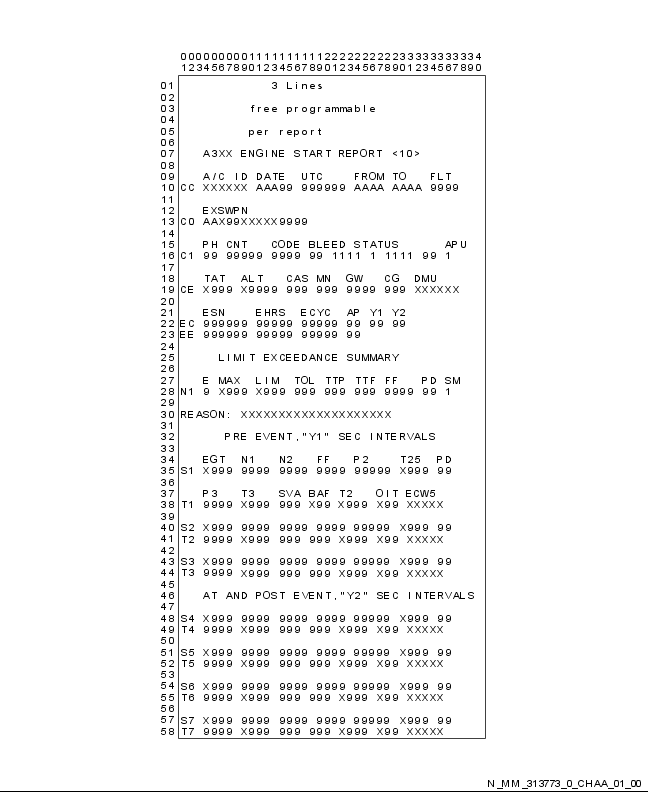 0000000001111111111222222222233333333334
1234567890123456789012345678901234567890
01 3 Lines
02
03 free programmable
04
05 per report
06
07 A3XX ENGINE START REPORT <10>
08
09 A/C ID DATE UTC FROM TO FLT
10 CC XXXXXX AAA99 999999 AAAA AAAA 9999
11
12 EXSWPN
13 C0 AAX99XXXXX9999
14
15 PH CNT CODE BLEED STATUS APU
16 C1 99 99999 9999 99 1111 1 1111 99 1
17
18 TAT ALT CAS MN GW CG DMU
19 CE X999 X9999 999 999 9999 999 XXXXXX
20
21 ESN EHRS ECYC AP Y1 Y2
22 EC 999999 99999 99999 99 99 99
23 EE 999999 99999 99999 99
24
25 LIMIT EXCEEDANCE SUMMARY
26
27 E MAX LIM TOL TTP TTF FF PD SM
28 N1 9 X999 X999 999 999 999 9999 99 1
29
30 REASON: XXXXXXXXXXXXXXXXXXXX
31
32 PRE EVENT,"Y1" SEC INTERVALS
33
34 EGT N1 N2 FF P2 T25 PD
35 S1 X999 9999 9999 9999 99999 X999 99
36
37 P3 T3 SVA BAF T2 OIT ECW5
38 T1 9999 X999 999 X99 X999 X99 XXXXX
39
40 S2 X999 9999 9999 9999 99999 X999 99
41 T2 9999 X999 999 999 X999 X99 XXXXX
42
43 S3 X999 9999 9999 9999 99999 X999 99
44 T3 9999 X999 999 999 X999 X99 XXXXX
45
46 AT AND POST EVENT,"Y2" SEC INTERVALS
47
48 S4 X999 9999 9999 9999 99999 X999 99
49 T4 9999 X999 999 999 X999 X99 XXXXX
50
51 S5 X999 9999 9999 9999 99999 X999 99
52 T5 9999 X999 999 999 X999 X99 XXXXX
53
54 S6 X999 9999 9999 9999 99999 X999 99
55 T6 9999 X999 999 999 X999 X99 XXXXX
56
57 S7 X999 9999 9999 9999 99999 X999 99
58 T7 9999 X999 999 999 X999 X99 XXXXX
N_MM_313773_0_CHAA_01_00